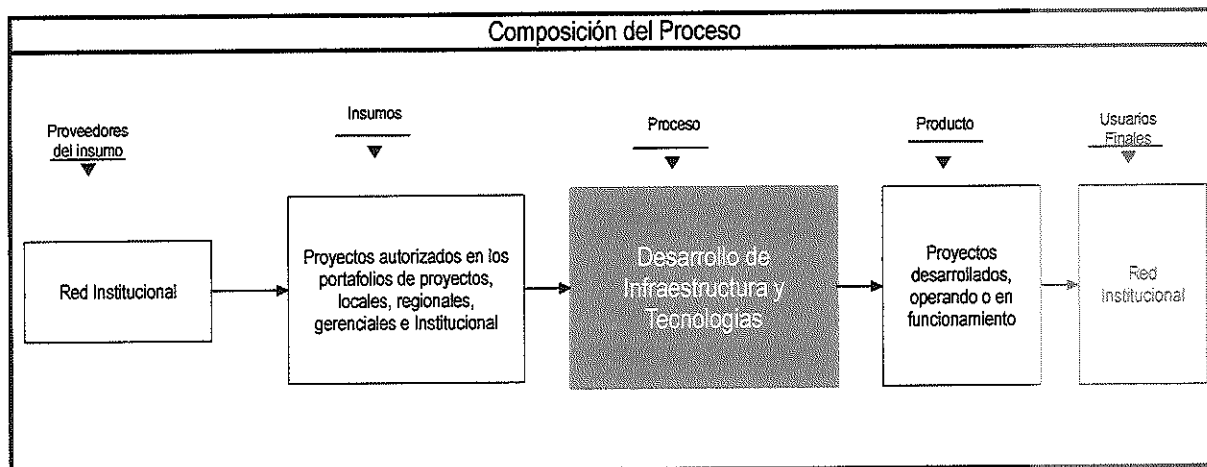 Composición del Proceso
Proveedores
del insumo
Insumos
Proceso
Producto
Usuarios
Finales
Red Institucional
Proyectos autorizados en los
portafolios de proyectos,
locales, regionales,
gerenciales e Institucional
Desarrollo de
Infraestructura y
Tecnologías
Proyectos
desarrollados,
operando o en
funcionamiento
Red
Institucional